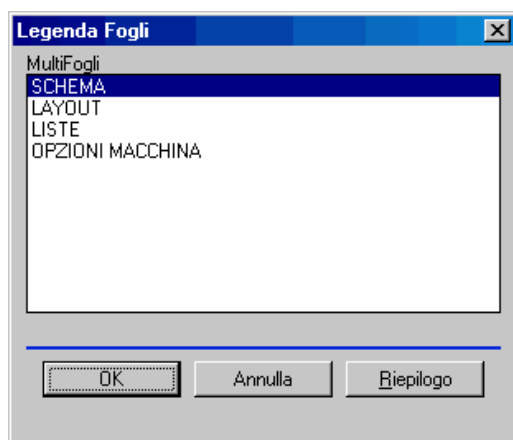 Legenda Fogli
MultiFogli
SCHEMA
LAYOUT
LISTE
OPZIONI MACCHINA
OK Annulla Riepilogo